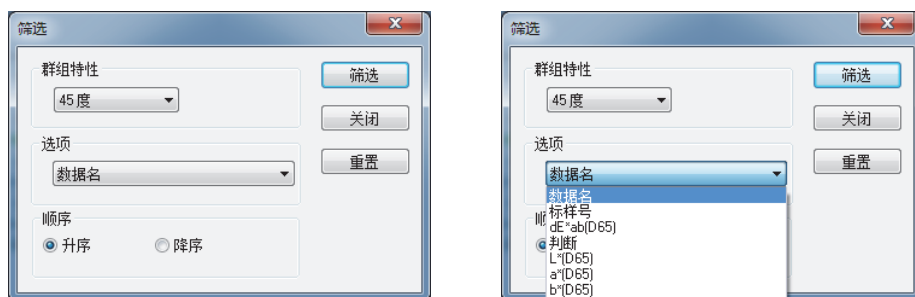 筛选
群组特性
45度
筛选
关闭
选项
数据名
重置
顺序
升序
降序
筛选
群组特性
45度
筛选
关闭
选项
数据名
重置
数据名
标样号
dE*ab(D65)
判断
L*(D65)
a*(D65)
b*(D65)